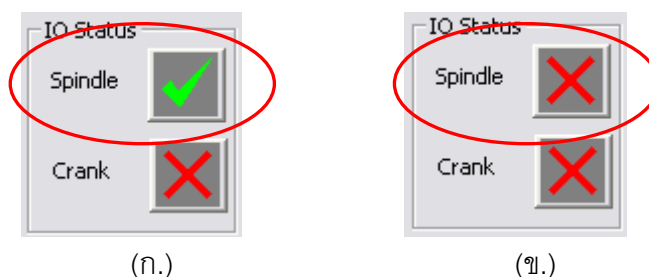 IO Status
Spindle
Crank
(ก.)
IO Status
Spindle
Crank
(ข.)